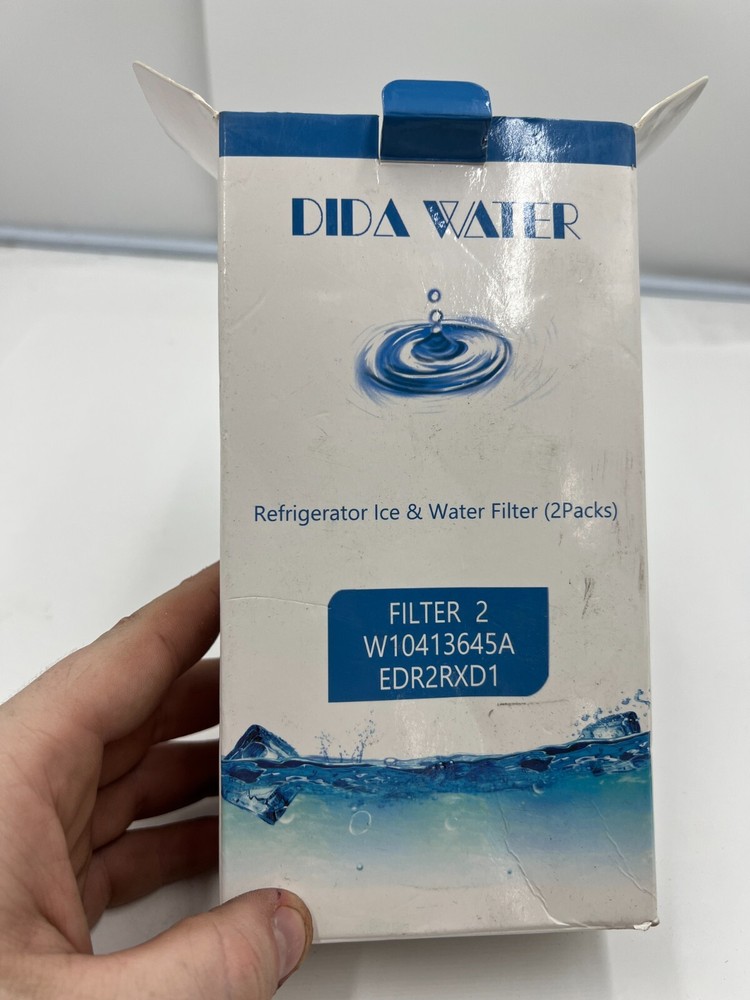 DIDA WATER
Refrigerator Ice & Water Filter (2Packs)
FILTER 2
W10413645A
EDR2RXD1